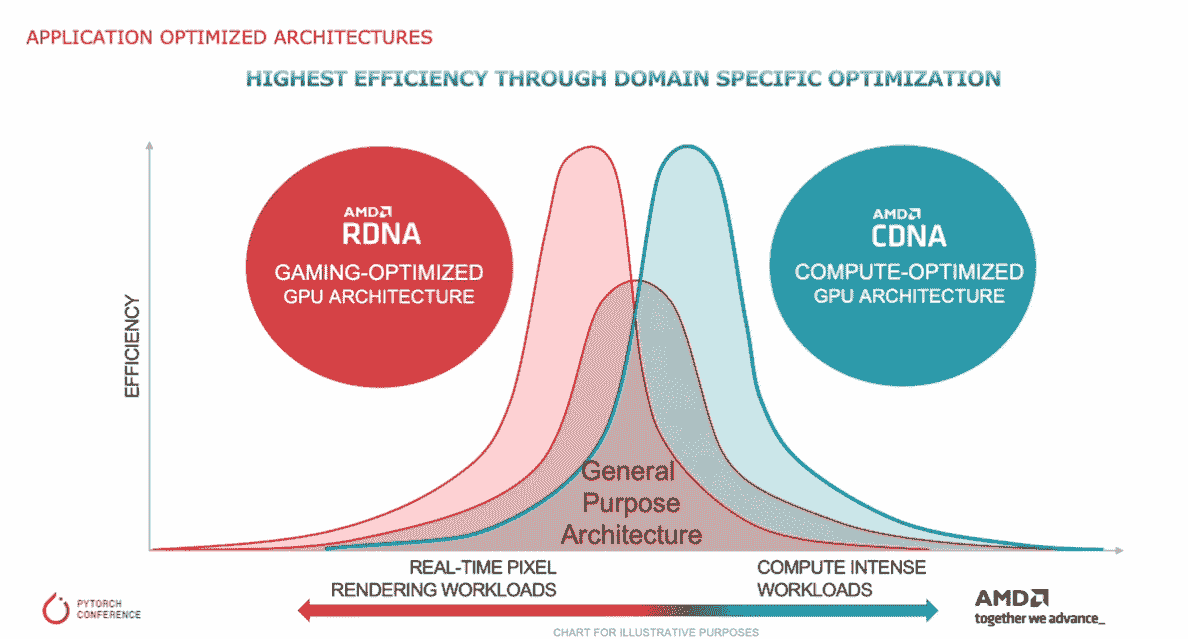 APPLICATION OPTIMIZED ARCHITECTURES
HIGHEST EFFICIENCY THROUGH DOMAIN SPECIFIC OPTIMIZATION
EFFICIENCY
AMD
RDNA
GAMING-OPTIMIZED
GPU ARCHITECTURE
AMD
CDNA
COMPUTE-OPTIMIZED
GPU ARCHITECTURE
General
Purpose
Architecture
REAL-TIME PIXEL
RENDERING WORKLOADS
COMPUTE INTENSE
WORKLOADS
PYTORCH
CONFERENCE
AMD
together we advance_
CHART FOR ILLUSTRATIVE PURPOSES